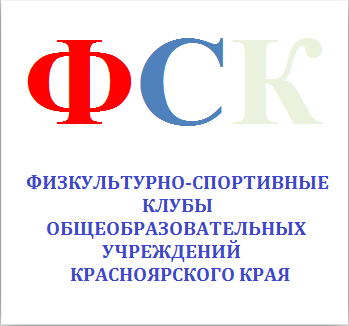 ФСК
ФИЗКУЛЬТУРНО-СПОРТИВНЫЕ
КЛУБЫ
ОБЩЕОБРАЗОВАТЕЛЬНЫХ
УЧРЕЖДЕНИЙ
КРАСНОЯРСКОГО КРАЯ